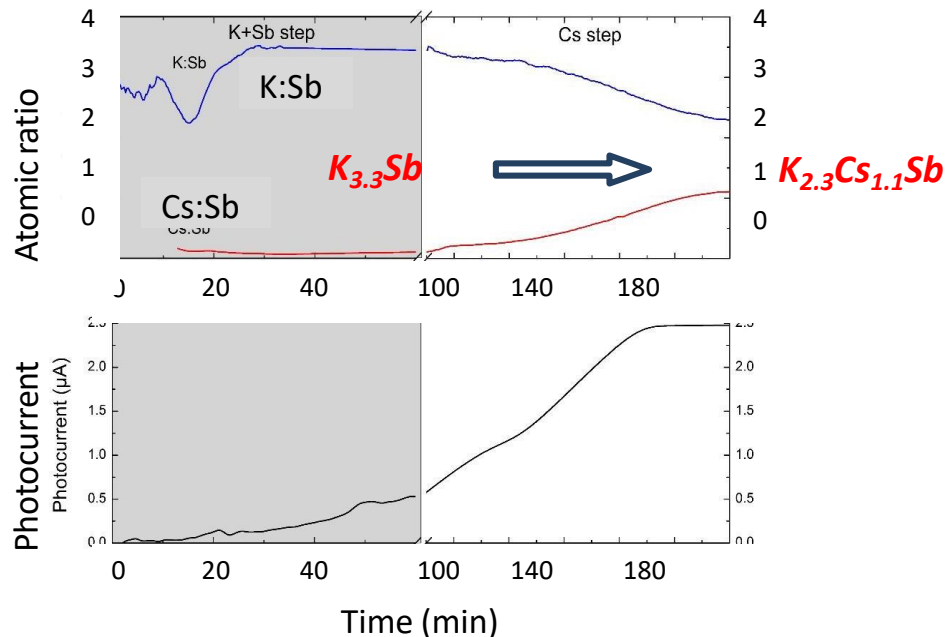 4
3
2
1
0
Atomic ratio
K+Sb step
K:Sb
K:Sb
K3.3Sb
Cs:Sb
Cs:Sb
Cs step
4
3
2
1
0
K2.3Cs1.1Sb
0 20 40 100 140 180
Photocurrent
Photocurrent (µA)
2.0
1.5
1.0
0.5
0.0
2.0
1.5
1.0
0.5
0.0
0 20 40 100 140 180
Time (min)